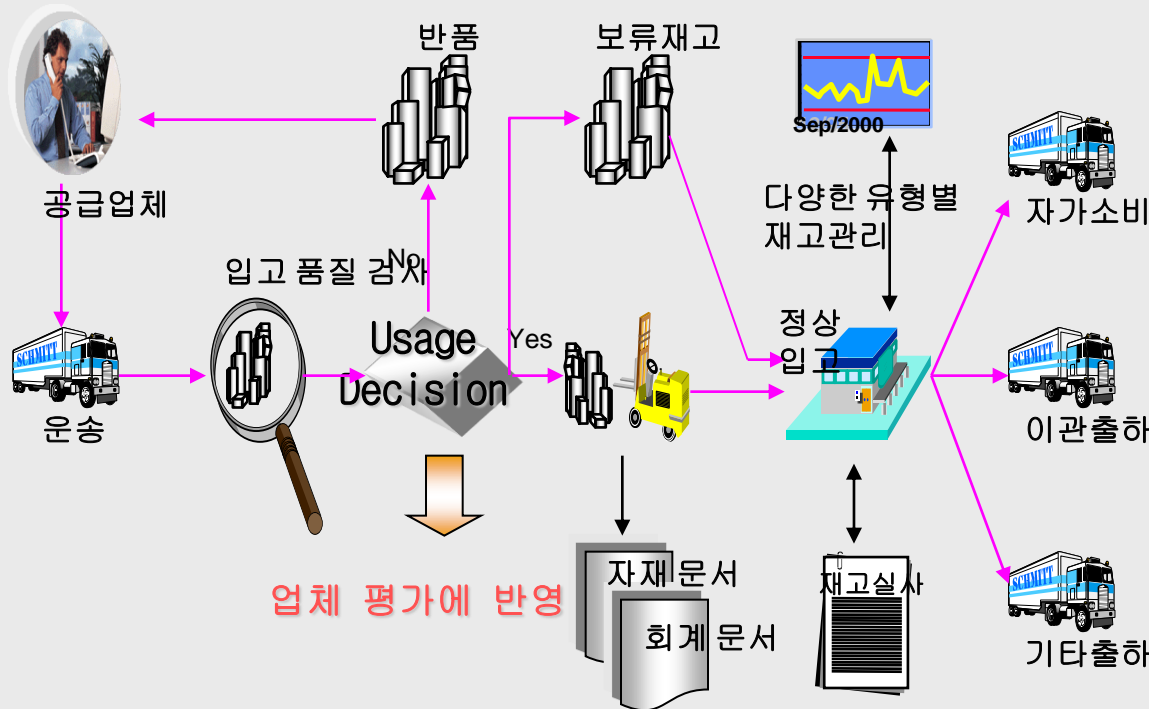 반품
보류재고
Sep/2000
공급업체
다양한 유형별
재고관리
SCHMITT
자가소비
입고 품질 검사
No
Usage
Decision
Yes
정상
입고
SCHMITT
운송
SCHMITT
이관출하
업체 평가에 반영
자재 문서
회계 문서
재고실사
SCHMITT
기타출하